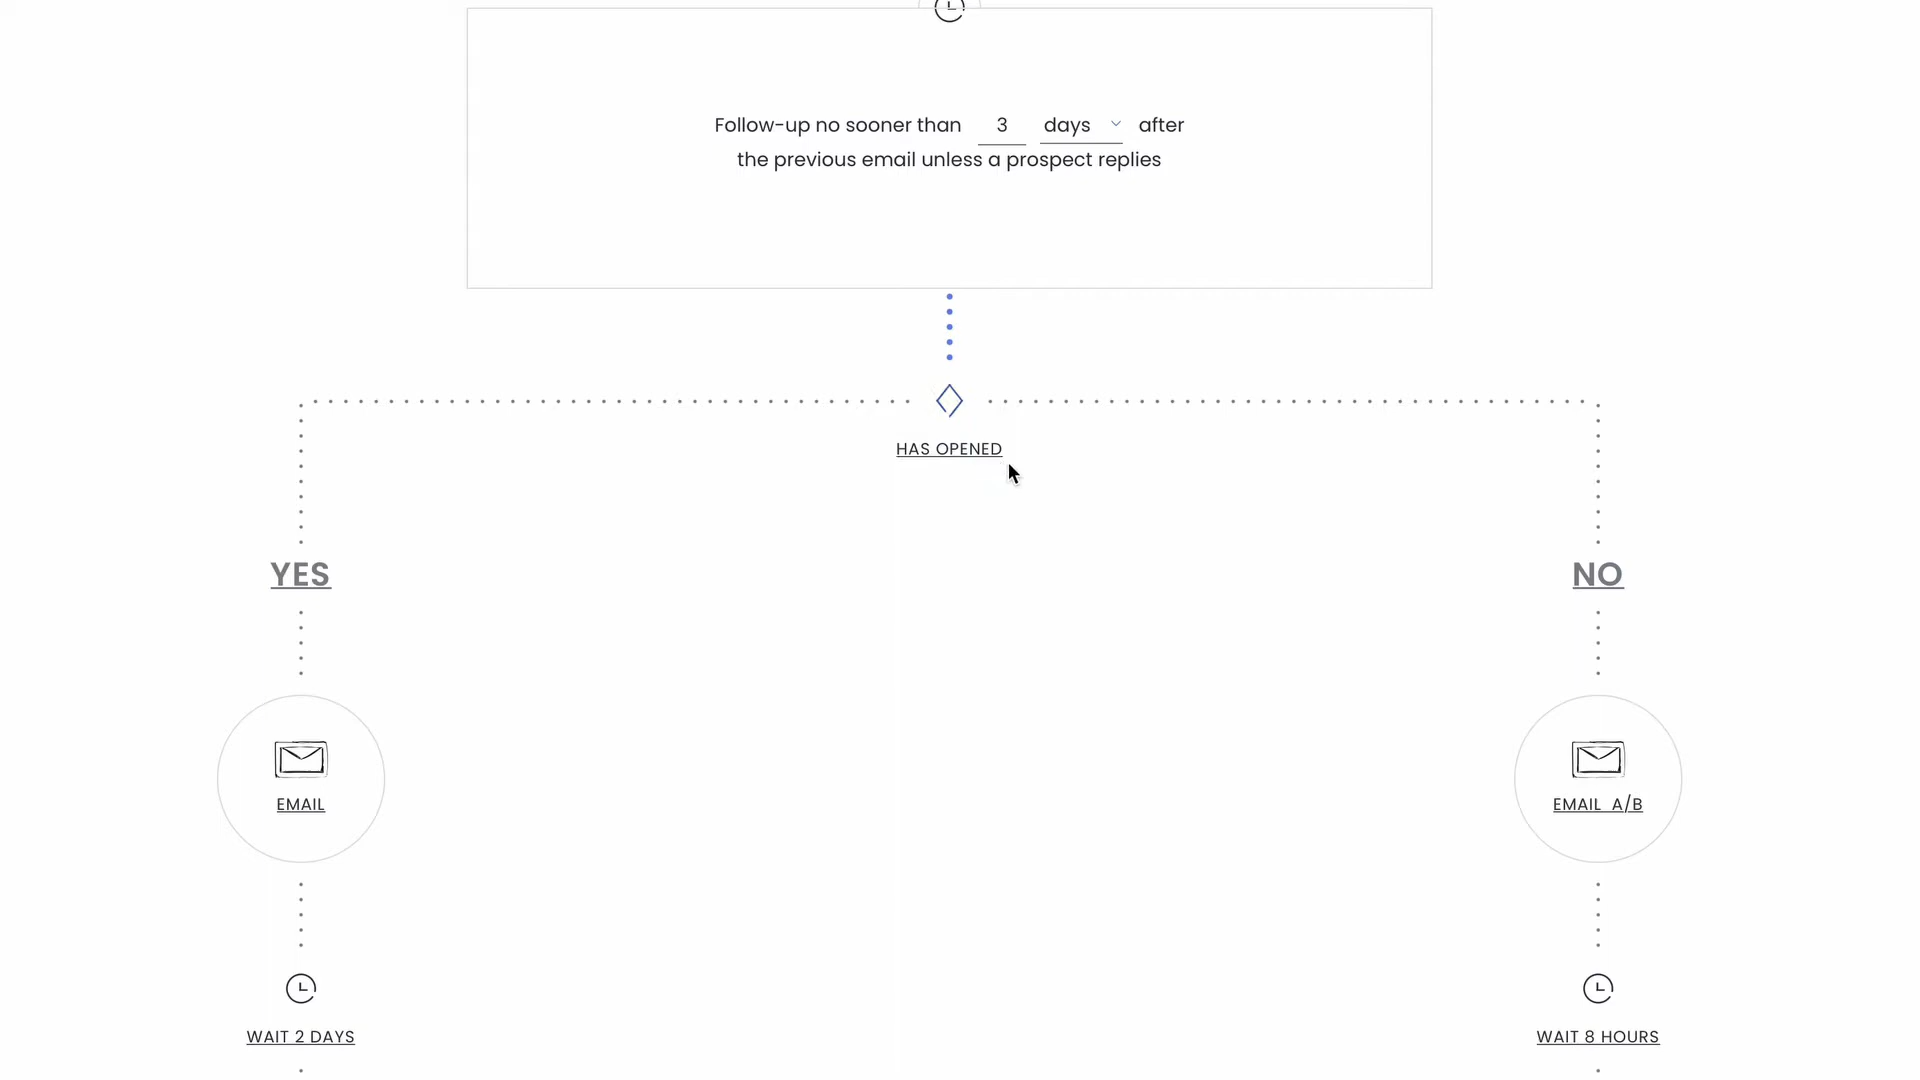 Follow-up no sooner than 3 days after
the previous email unless a prospect replies
HAS OPENED
YES
NO
EMAIL
EMAIL A/B
WAIT 2 DAYS
WAIT 8 HOURS